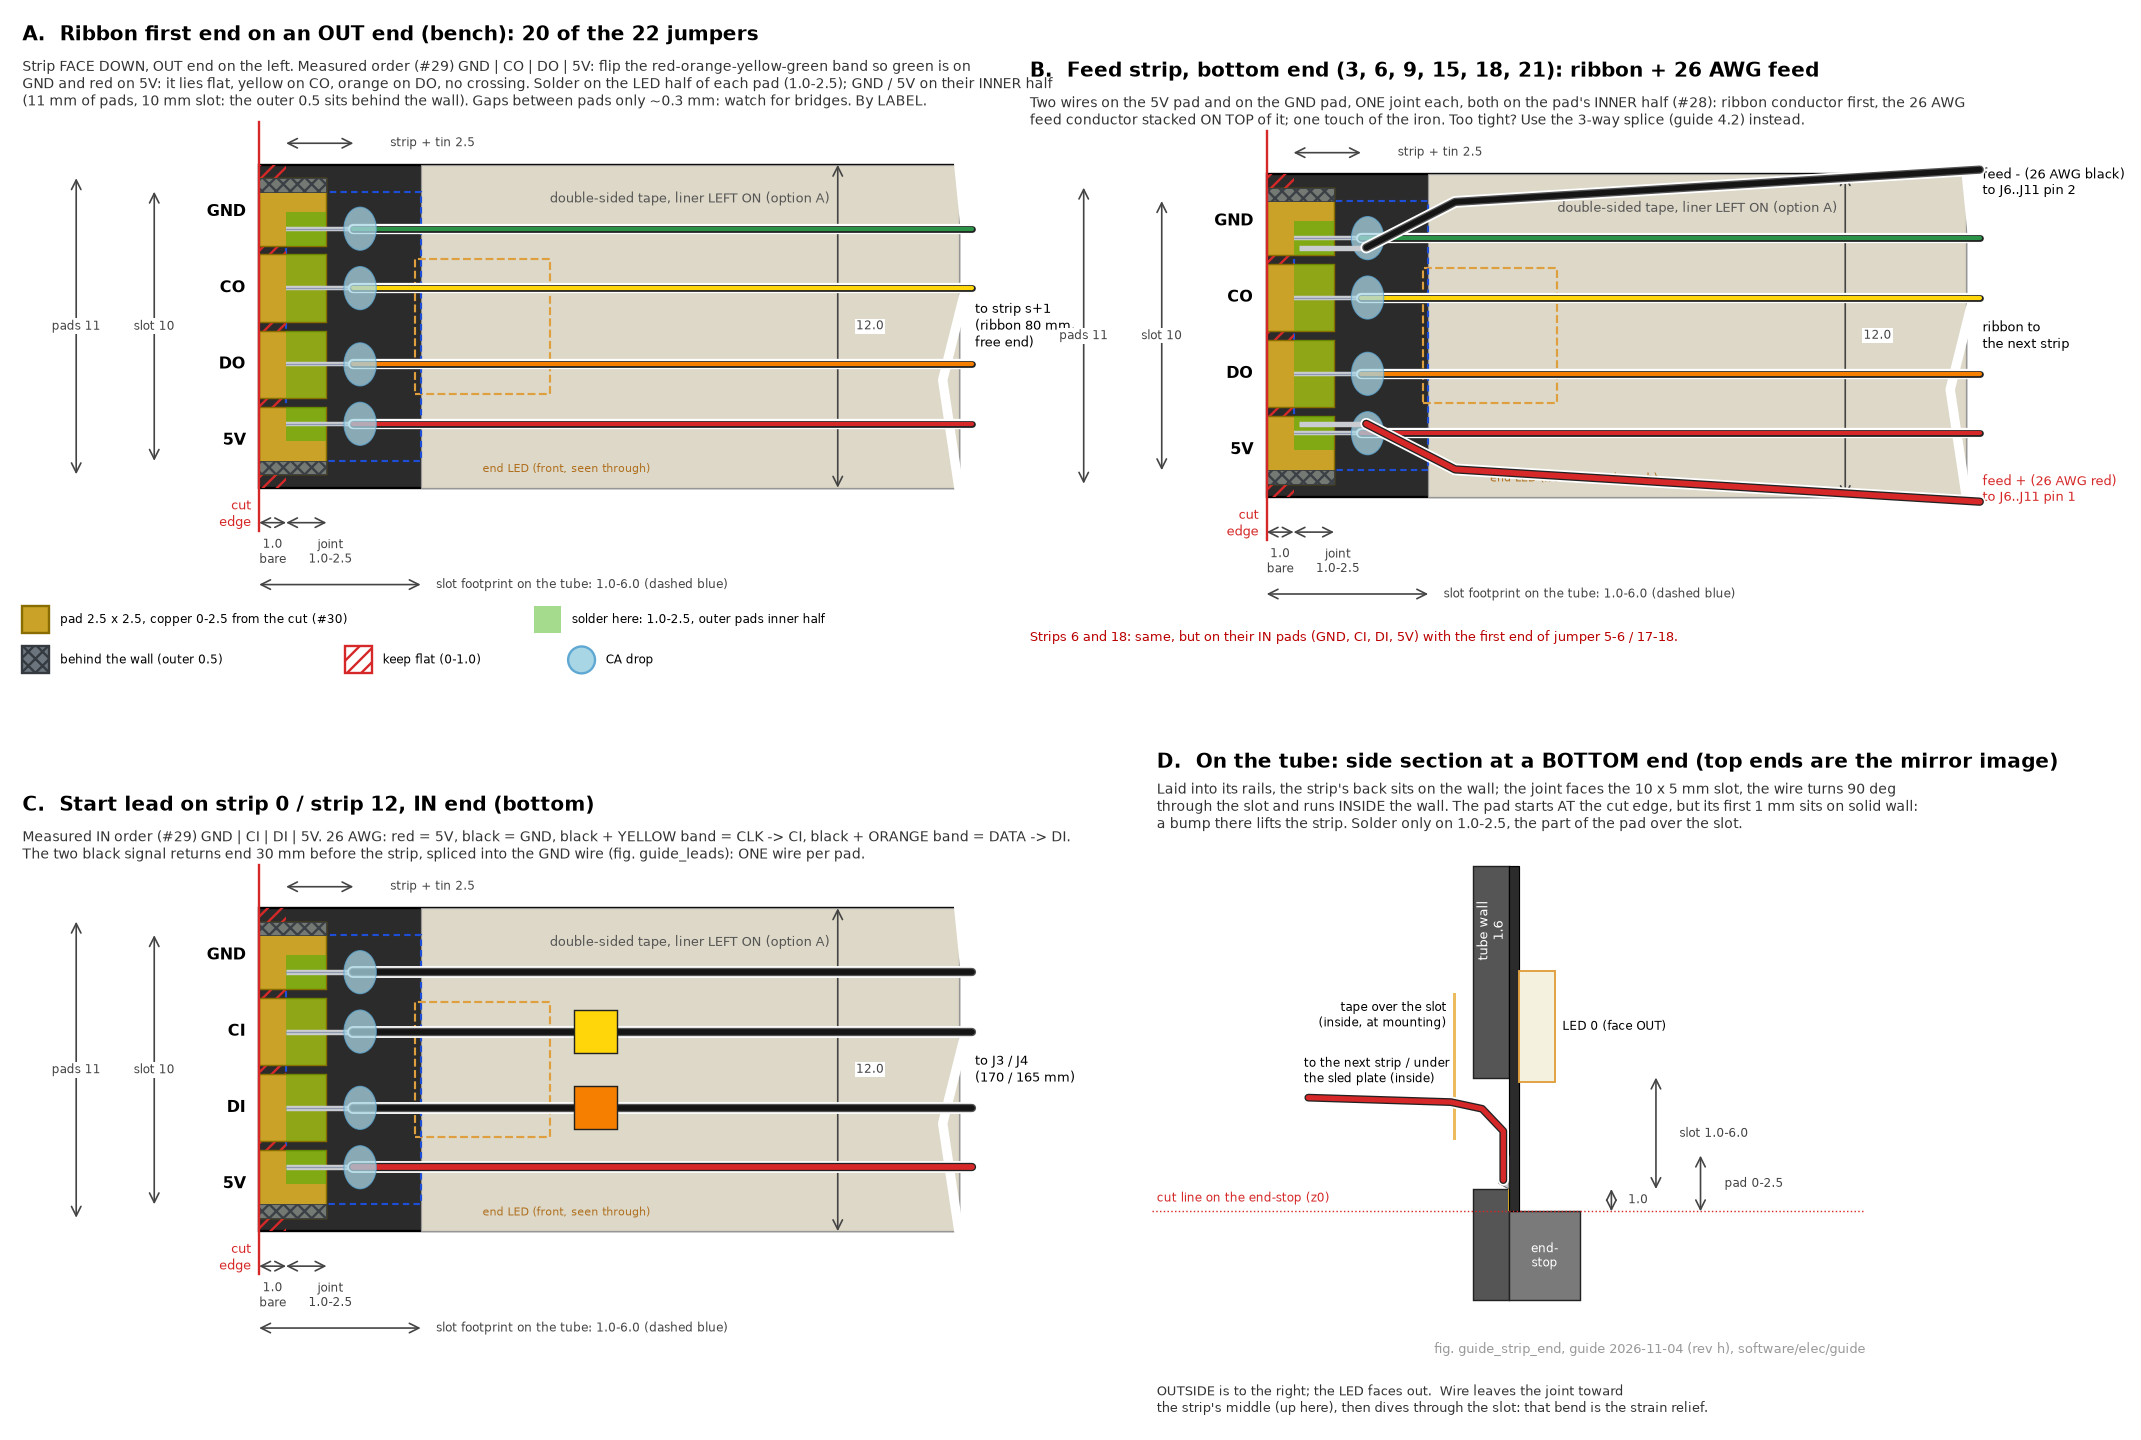 A.  Ribbon first end on an OUT end (bench): 20 of the 22 jumpers
Strip FACE DOWN, OUT end on the left. Measured order (#29) GND | CO | DO | 5V: flip the red-orange-yellow-green band so green is on
GND and red on 5V: it lies flat, yellow on CO, orange on DO, no crossing. Solder on the LED half of each pad (1.0-2.5); GND / 5V on their INNER half
(11 mm of pads, 10 mm slot: the outer 0.5 sits behind the wall). Gaps between pads only ~0.3 mm: watch for bridges. By LABEL.
strip + tin 2.5
double-sided tape, liner LEFT ON (option A)
GND
CO
DO
5V
pads 11
slot 10
12.0
to strip s+1
(ribbon 80 mm,
free end)
end LED (front, seen through)
cut
edge
1.0
bare
joint
1.0-2.5
slot footprint on the tube: 1.0-6.0 (dashed blue)
pad 2.5 x 2.5, copper 0-2.5 from the cut (#30)
solder here: 1.0-2.5, outer pads inner half
behind the wall (outer 0.5)
keep flat (0-1.0)
CA drop
B.  Feed strip, bottom end (3, 6, 9, 15, 18, 21): ribbon + 26 AWG feed
Two wires on the 5V pad and on the GND pad, ONE joint each, both on the pad's INNER half (#28): ribbon conductor first, the 26 AWG
feed conductor stacked ON TOP of it; one touch of the iron. Too tight? Use the 3-way splice (guide 4.2) instead.
strip + tin 2.5
feed - (26 AWG black)
to J6..J11 pin 2
double-sided tape, liner LEFT ON (option A)
GND
CO
DO
5V
pads 11
slot 10
12.0
ribbon to
the next strip
end LED
feed + (26 AWG red)
to J6..J11 pin 1
cut
edge
1.0
bare
joint
1.0-2.5
slot footprint on the tube: 1.0-6.0 (dashed blue)
Strips 6 and 18: same, but on their IN pads (GND, CI, DI, 5V) with the first end of jumper 5-6 / 17-18.
C.  Start lead on strip 0 / strip 12, IN end (bottom)
Measured IN order (#29) GND | CI | DI | 5V. 26 AWG: red = 5V, black = GND, black + YELLOW band = CLK -> CI, black + ORANGE band = DATA -> DI.
The two black signal returns end 30 mm before the strip, spliced into the GND wire (fig. guide_leads): ONE wire per pad.
strip + tin 2.5
double-sided tape, liner LEFT ON (option A)
GND
CI
DI
5V
pads 11
slot 10
12.0
to J3 / J4
(170 / 165 mm)
end LED (front, seen through)
cut
edge
1.0
bare
joint
1.0-2.5
slot footprint on the tube: 1.0-6.0 (dashed blue)
D.  On the tube: side section at a BOTTOM end (top ends are the mirror image)
Laid into its rails, the strip's back sits on the wall; the joint faces the 10 x 5 mm slot, the wire turns 90 deg
through the slot and runs INSIDE the wall. The pad starts AT the cut edge, but its first 1 mm sits on solid wall:
a bump there lifts the strip. Solder only on 1.0-2.5, the part of the pad over the slot.
tube wall
1.6
tape over the slot
(inside, at mounting)
LED 0 (face OUT)
to the next strip / under
the sled plate (inside)
slot 1.0-6.0
pad 0-2.5
1.0
cut line on the end-stop (z0)
end-
stop
fig. guide_strip_end, guide 2026-11-04 (rev h), software/elec/guide
OUTSIDE is to the right; the LED faces out.  Wire leaves the joint toward
the strip's middle (up here), then dives through the slot: that bend is the strain relief.